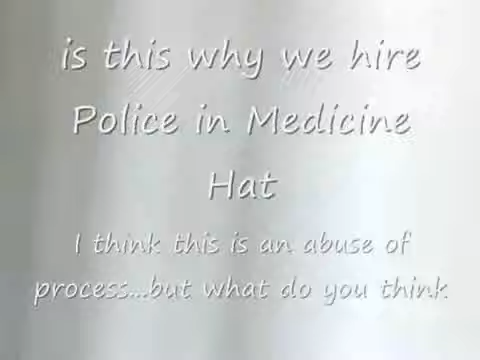 is this why we hire
Police in Medicine
Hat
I think this is an abuse of
process...but what do you think